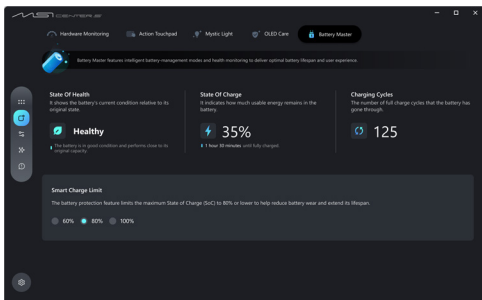 MSI CENTER S
Hardware Monitoring
Action Touchpad
Mystic Light
OLED Care
Battery Master
Battery Master features intelligent battery-management modes and health monitoring to deliver optimal battery lifespan and user experience.
State Of Health
It shows the battery's current condition relative to its
original state.
Healthy
The battery is in good condition and performs close to its
original capacity.
State Of Charge
It indicates how much usable energy remains in the
battery.
35%
1 hour 30 minutes until fully charged.
Charging Cycles
The number of full charge cycles that the battery has
gone through.
125
Smart Charge Limit
The battery protection feature limits the maximum State of Charge (SoC) to 80% or lower to help reduce battery wear and extend its lifespan.
60%
80%
100%